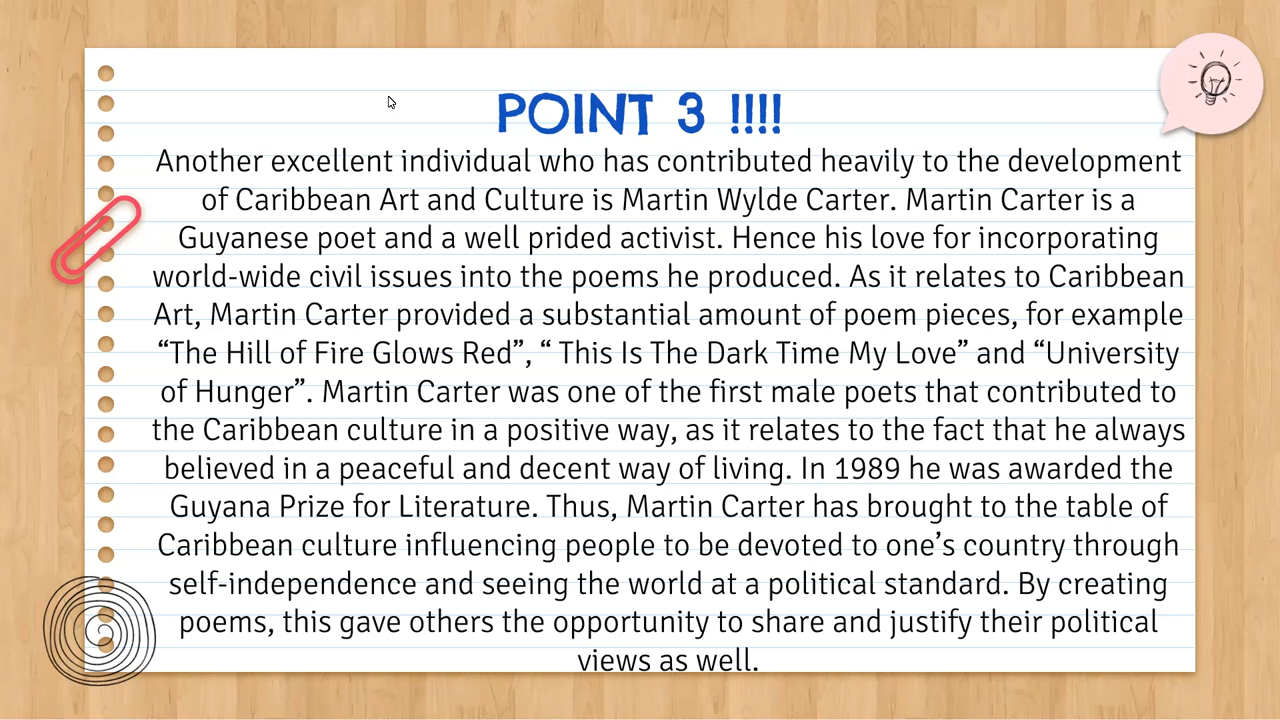 POINT 3 !!!!
Another excellent individual who has contributed heavily to the development
of Caribbean Art and Culture is Martin Wylde Carter. Martin Carter is a
Guyanese poet and a well prided activist. Hence his love for incorporating
world-wide civil issues into the poems he produced. As it relates to Caribbean
Art, Martin Carter provided a substantial amount of poem pieces, for example
“The Hill of Fire Glows Red”, “ This Is The Dark Time My Love” and “University
of Hunger”. Martin Carter was one of the first male poets that contributed to
the Caribbean culture in a positive way, as it relates to the fact that he always
believed in a peaceful and decent way of living. In 1989 he was awarded the
Guyana Prize for Literature. Thus, Martin Carter has brought to the table of
Caribbean culture influencing people to be devoted to one’s country through
self-independence and seeing the world at a political standard. By creating
poems, this gave others the opportunity to share and justify their political
views as well.